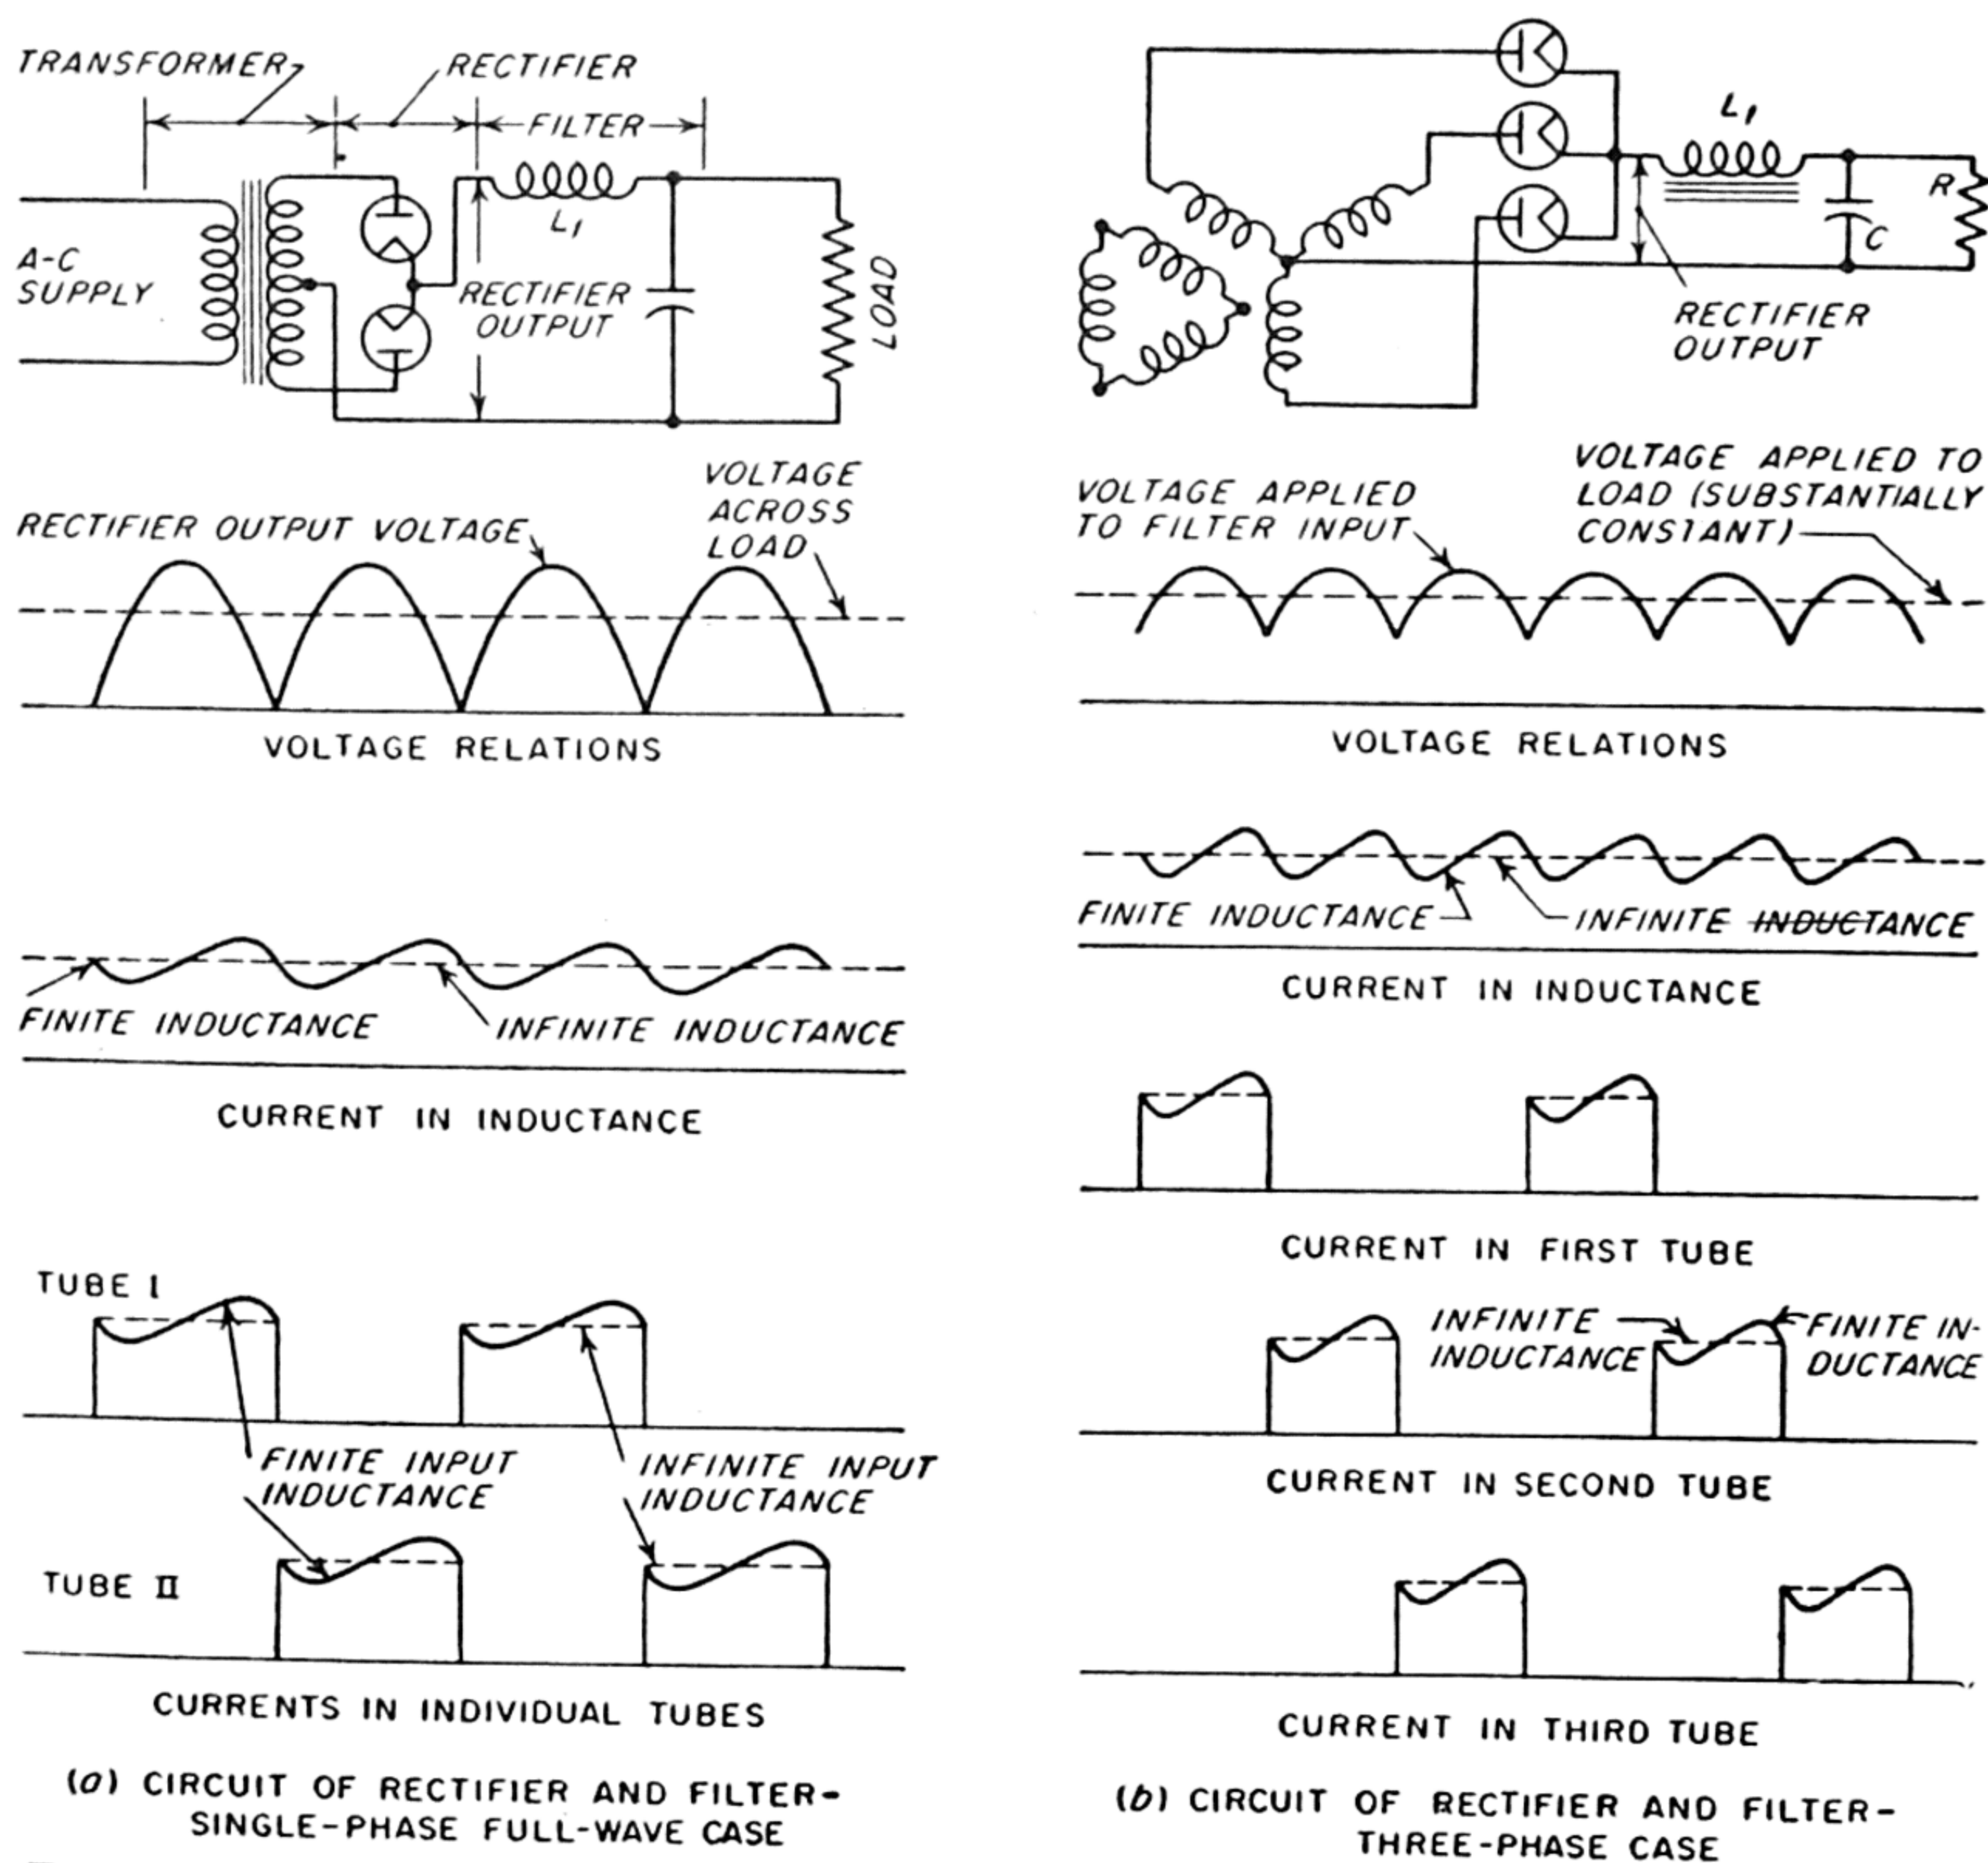 TRANSFORMER
RECTIFIER
FILTER
L1
A-C
SUPPLY
RECTIFIER
OUTPUT
LOAD
RECTIFIER OUTPUT VOLTAGE
VOLTAGE
ACROSS
LOAD
VOLTAGE RELATIONS
FINITE INDUCTANCE
INFINITE INDUCTANCE
CURRENT IN INDUCTANCE
TUBE I
FINITE INPUT
INDUCTANCE
INFINITE INPUT
INDUCTANCE
TUBE II
CURRENTS IN INDIVIDUAL TUBES
(a) CIRCUIT OF RECTIFIER AND FILTER-
SINGLE-PHASE FULL-WAVE CASE
L1
R
C
RECTIFIER
OUTPUT
VOLTAGE APPLIED
TO FILTER INPUT
VOLTAGE APPLIED TO
LOAD (SUBSTANTIALLY
CONSTANT)
VOLTAGE RELATIONS
FINITE INDUCTANCE
INFINITE INDUCTANCE
CURRENT IN INDUCTANCE
CURRENT IN FIRST TUBE
INFINITE
INDUCTANCE
FINITE IN-
DUCTANCE
CURRENT IN SECOND TUBE
CURRENT IN THIRD TUBE
(b) CIRCUIT OF RECTIFIER AND FILTER-
THREE-PHASE CASE